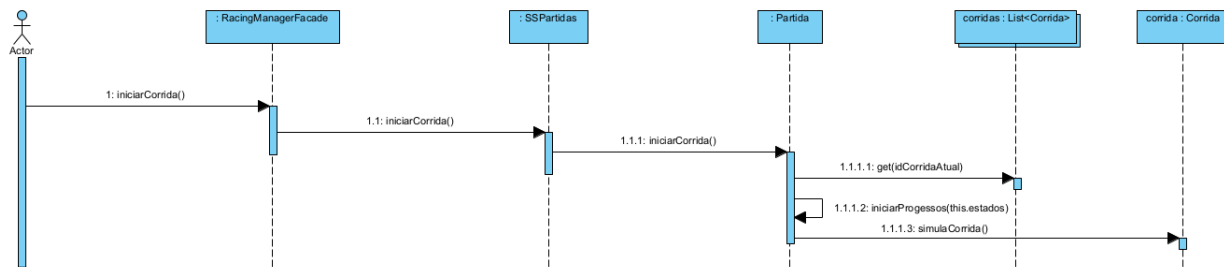 : RacingManagerFacade
: SSPartidas
: Partida
corridas : List<Corrida>
corrida : Corrida
Actor
1: iniciarCorrida()
1.1: iniciarCorrida()
1.1.1: iniciarCorrida()
1.1.1.1: get(idCorridaAtual)
1.1.1.2: iniciarProgessos(this.estados)
1.1.1.3: simulaCorrida()